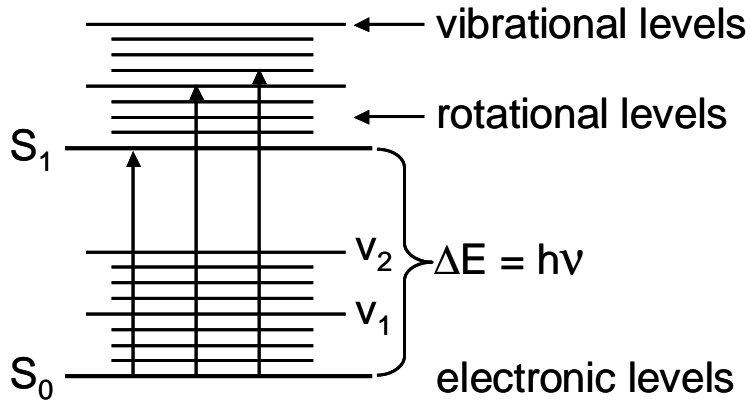 vibrational levels
rotational levels
S₁
v₂
ΔE = hν
v₁
S₀
electronic levels